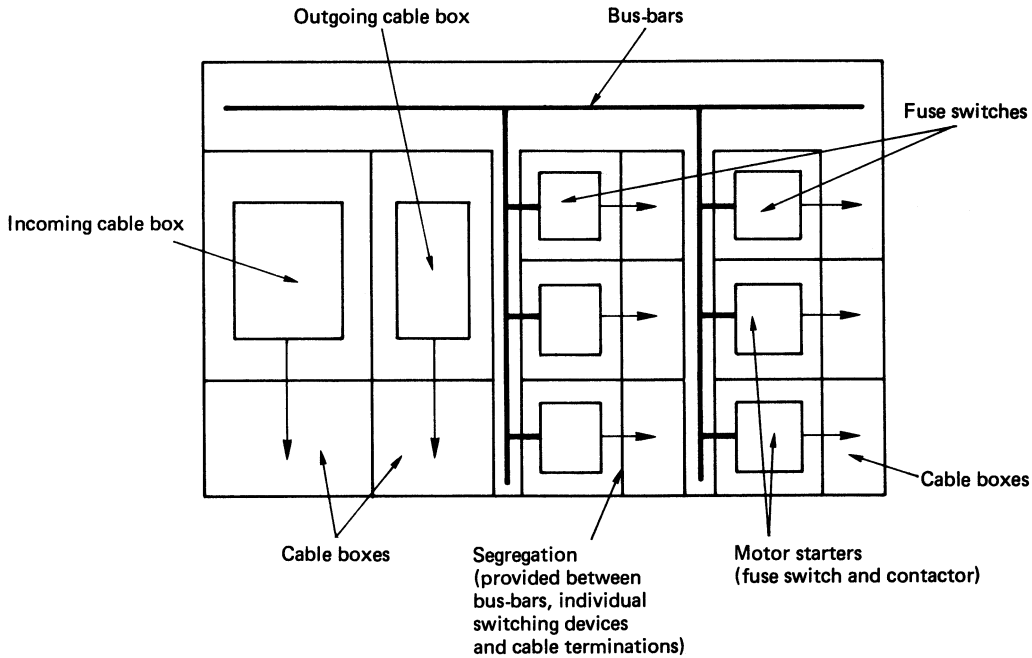 Outgoing cable box
Bus-bars
Fuse switches
Incoming cable box
Cable boxes
Cable boxes
Segregation
(provided between
bus-bars, individual
switching devices
and cable terminations)
Motor starters
(fuse switch and contactor)